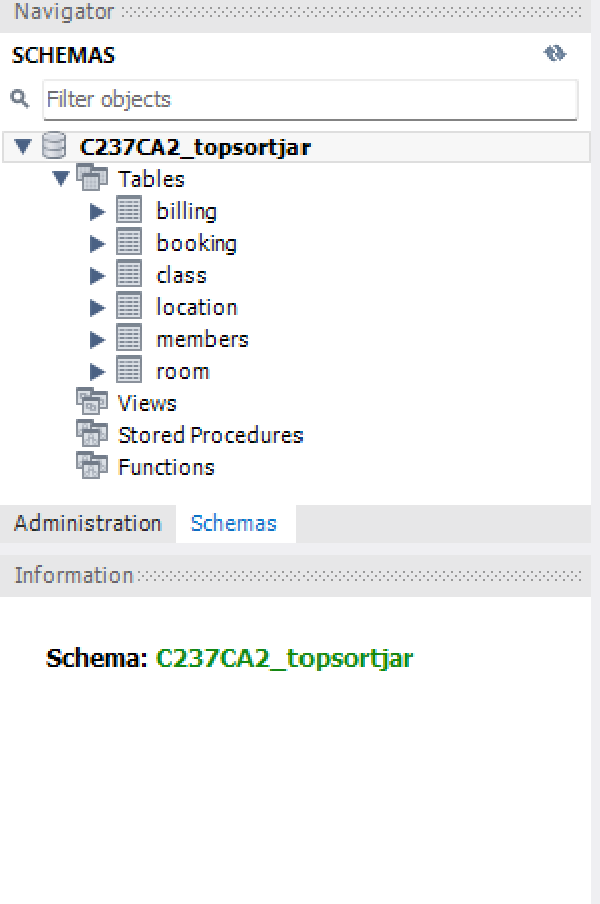 Navigator
SCHEMAS
Filter objects
C237CA2_topsortjar
Tables
billing
booking
class
location
members
room
Views
Stored Procedures
Functions
Administration Schemas
Information
Schema: C237CA2_topsortjar